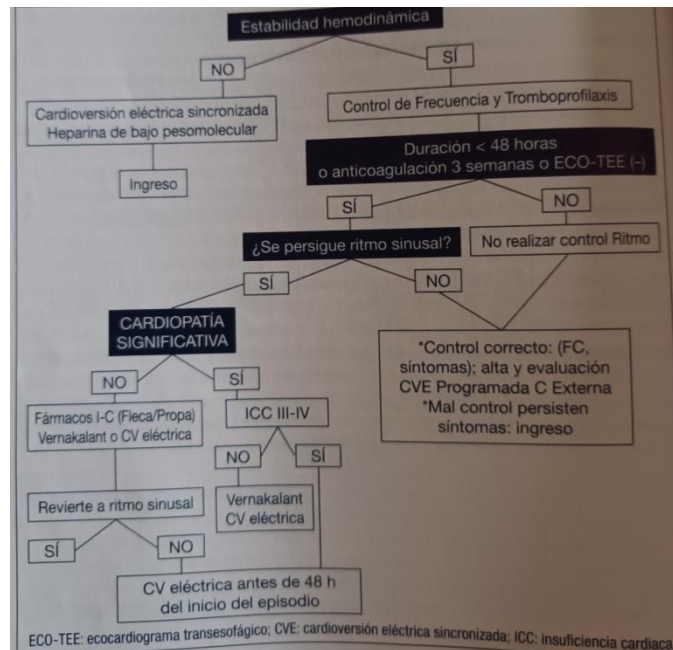 Estabilidad hemodinámica
NO
SÍ
Cardioversión eléctrica sincronizada
Heparina de bajo pesomolecular
Control de Frecuencia y Tromboprofilaxis
Ingreso
Duración < 48 horas
o anticoagulación 3 semanas o ECO-TEE (–)
SÍ
NO
¿Se persigue ritmo sinusal?
No realizar control Ritmo
SÍ
NO
CARDIOPATÍA
SIGNIFICATIVA
*Control correcto: (FC,
síntomas); alta y evaluación
CVE Programada C Externa
*Mal control persisten
síntomas: ingreso
NO
SÍ
Fármacos I-C (Fleca/Propa)
Vernakalant o CV eléctrica
ICC III-IV
NO
SÍ
Revierte a ritmo sinusal
Vernakalant
CV eléctrica
SÍ
NO
CV eléctrica antes de 48 h
del inicio del episodio
ECO-TEE: ecocardiograma transesofágico; CVE: cardioversión eléctrica sincronizada; ICC: insuficiencia cardiaca